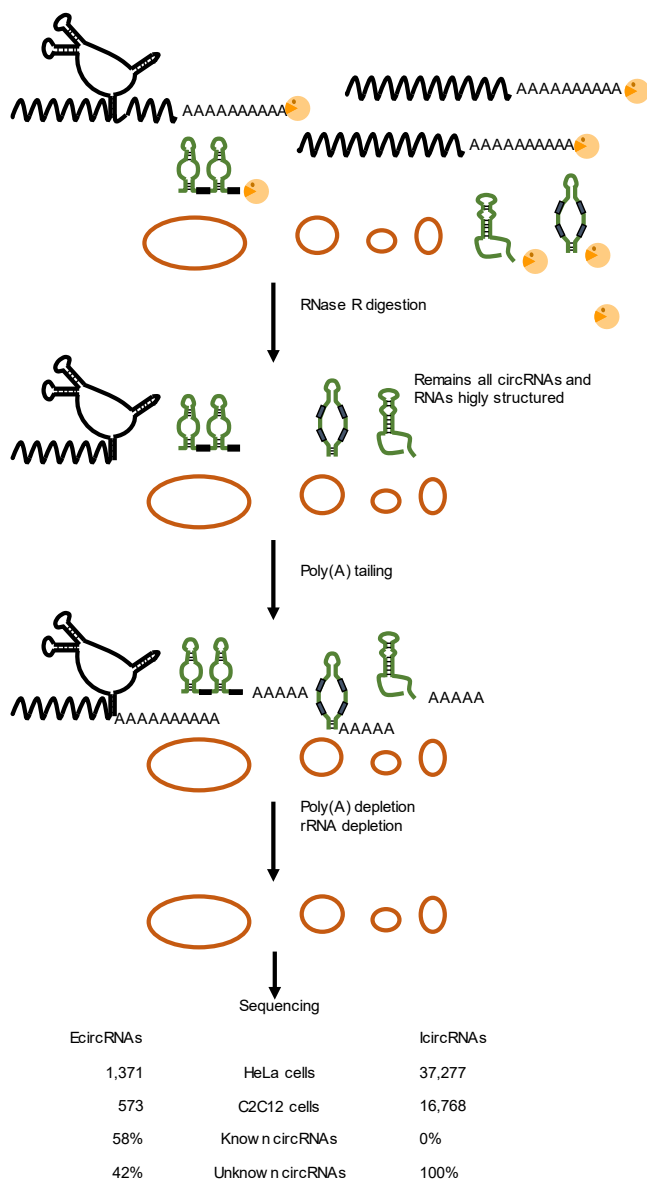 AAAAAAAAAA
AAAAAAAAAA
AAAAAAAAAA
RNase R digestion
Remains all circRNAs and
RNAs higly structured
Poly(A) tailing
AAAAA
AAAAA
AAAAAAAAAA
AAAAA
Poly(A) depletion
rRNA depletion
Sequencing
EcircRNAs IcircRNAs
1,371 HeLa cells 37,277
573 C2C12 cells 16,768
58% Known circRNAs 0%
42% Unknown circRNAs 100%